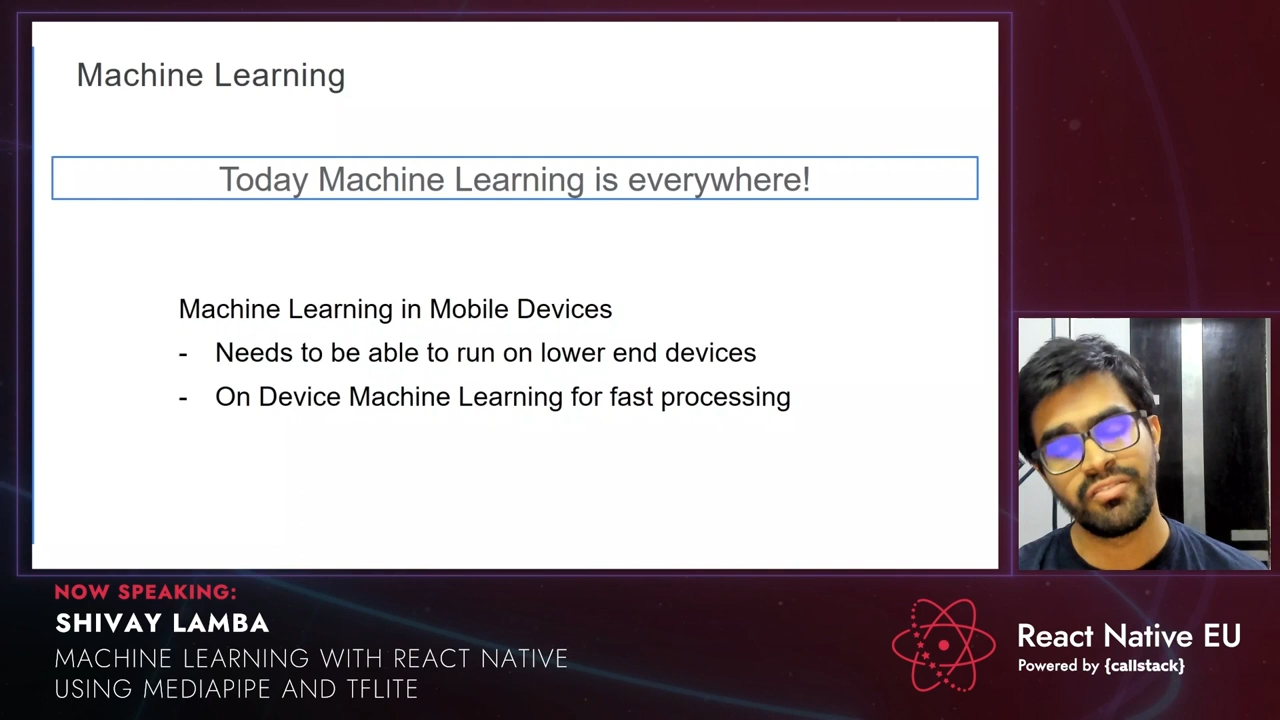 Machine Learning
Today Machine Learning is everywhere!
Machine Learning in Mobile Devices
- Needs to be able to run on lower end devices
- On Device Machine Learning for fast processing
NOW SPEAKING:
SHIVAY LAMBA
MACHINE LEARNING WITH REACT NATIVE
USING MEDIAPIPE AND TFLITE
React Native EU
Powered by {callstack}